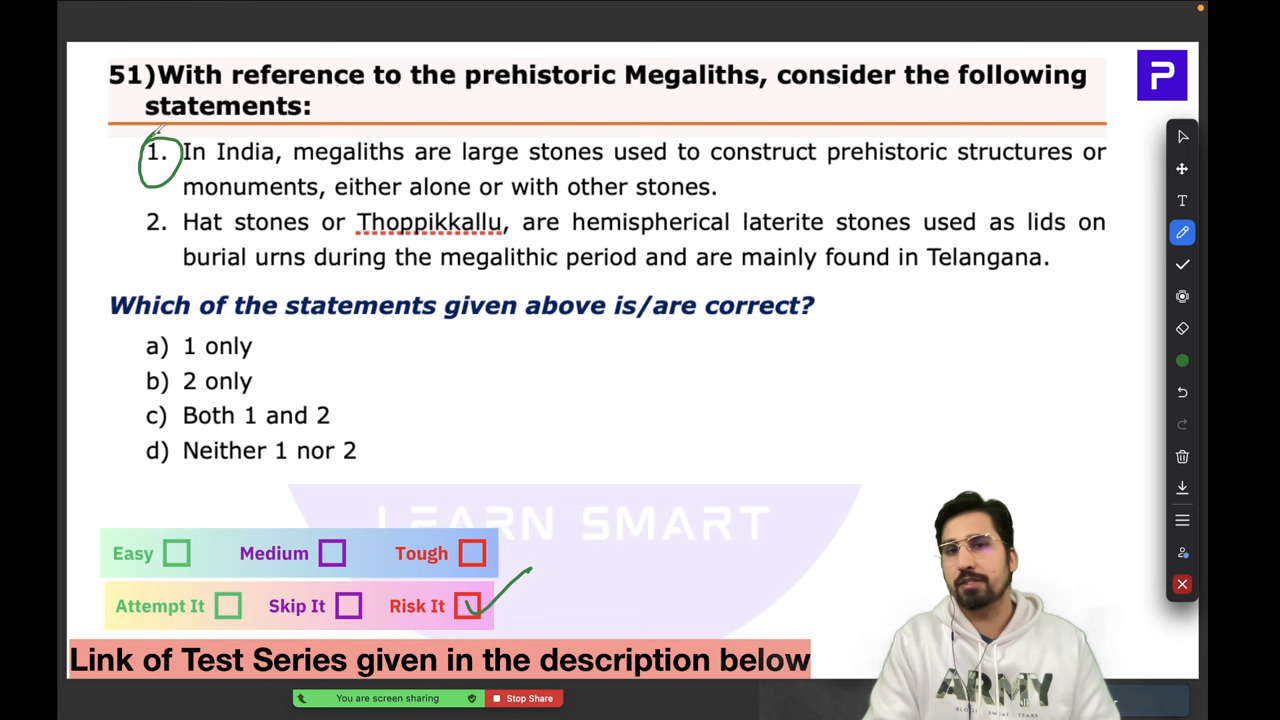 51)With reference to the prehistoric Megaliths, consider the following
statements:
1. In India, megaliths are large stones used to construct prehistoric structures or
monuments, either alone or with other stones.
2. Hat stones or Thoppikkallu, are hemispherical laterite stones used as lids on
burial urns during the megalithic period and are mainly found in Telangana.
Which of the statements given above is/are correct?
a) 1 only
b) 2 only
c) Both 1 and 2
d) Neither 1 nor 2
LEARN SMART
Easy Medium Tough
Attempt It Skip It Risk It
Link of Test Series given in the description below
You are screen sharing Stop Share
P
T
ARMY